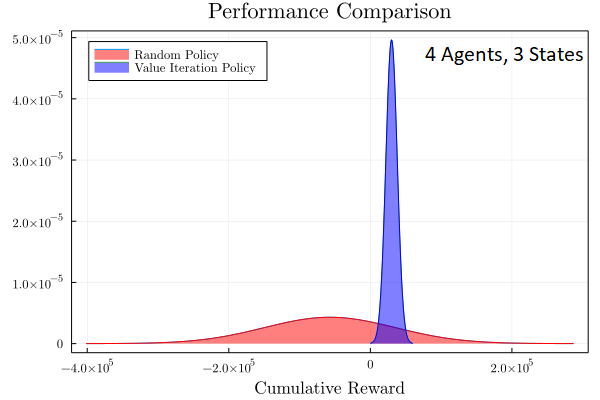 Performance Comparison
5.0×10⁻⁵
4.0×10⁻⁵
3.0×10⁻⁵
2.0×10⁻⁵
1.0×10⁻⁵
0
Random Policy
Value Iteration Policy
4 Agents, 3 States
−4.0×10⁵
−2.0×10⁵
0
2.0×10⁵
Cumulative Reward